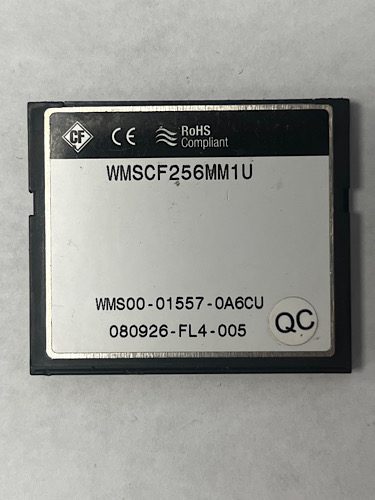 CF
CE
RoHS
Compliant
WMSCF256MM1U
WMS00-01557-0A6CU
080926-FL4-005
QC